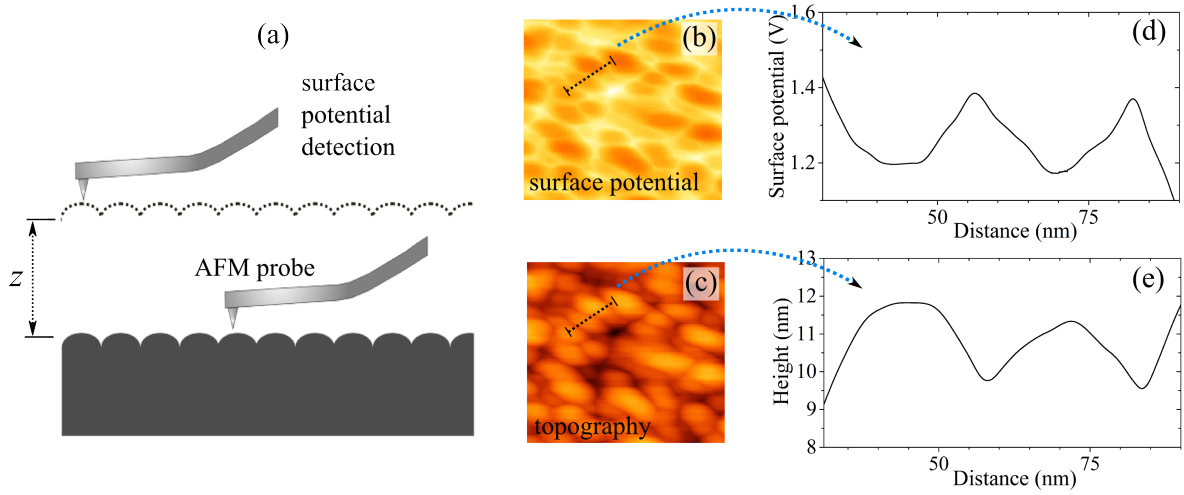 (a)
surface
potential
detection
z
AFM probe
(b)
surface potential
(c)
topography
(d)
1.6
1.4
1.2
Surface potential (V)
50
75
Distance (nm)
(e)
13
12
11
10
9
8
Height (nm)
50
75
Distance (nm)